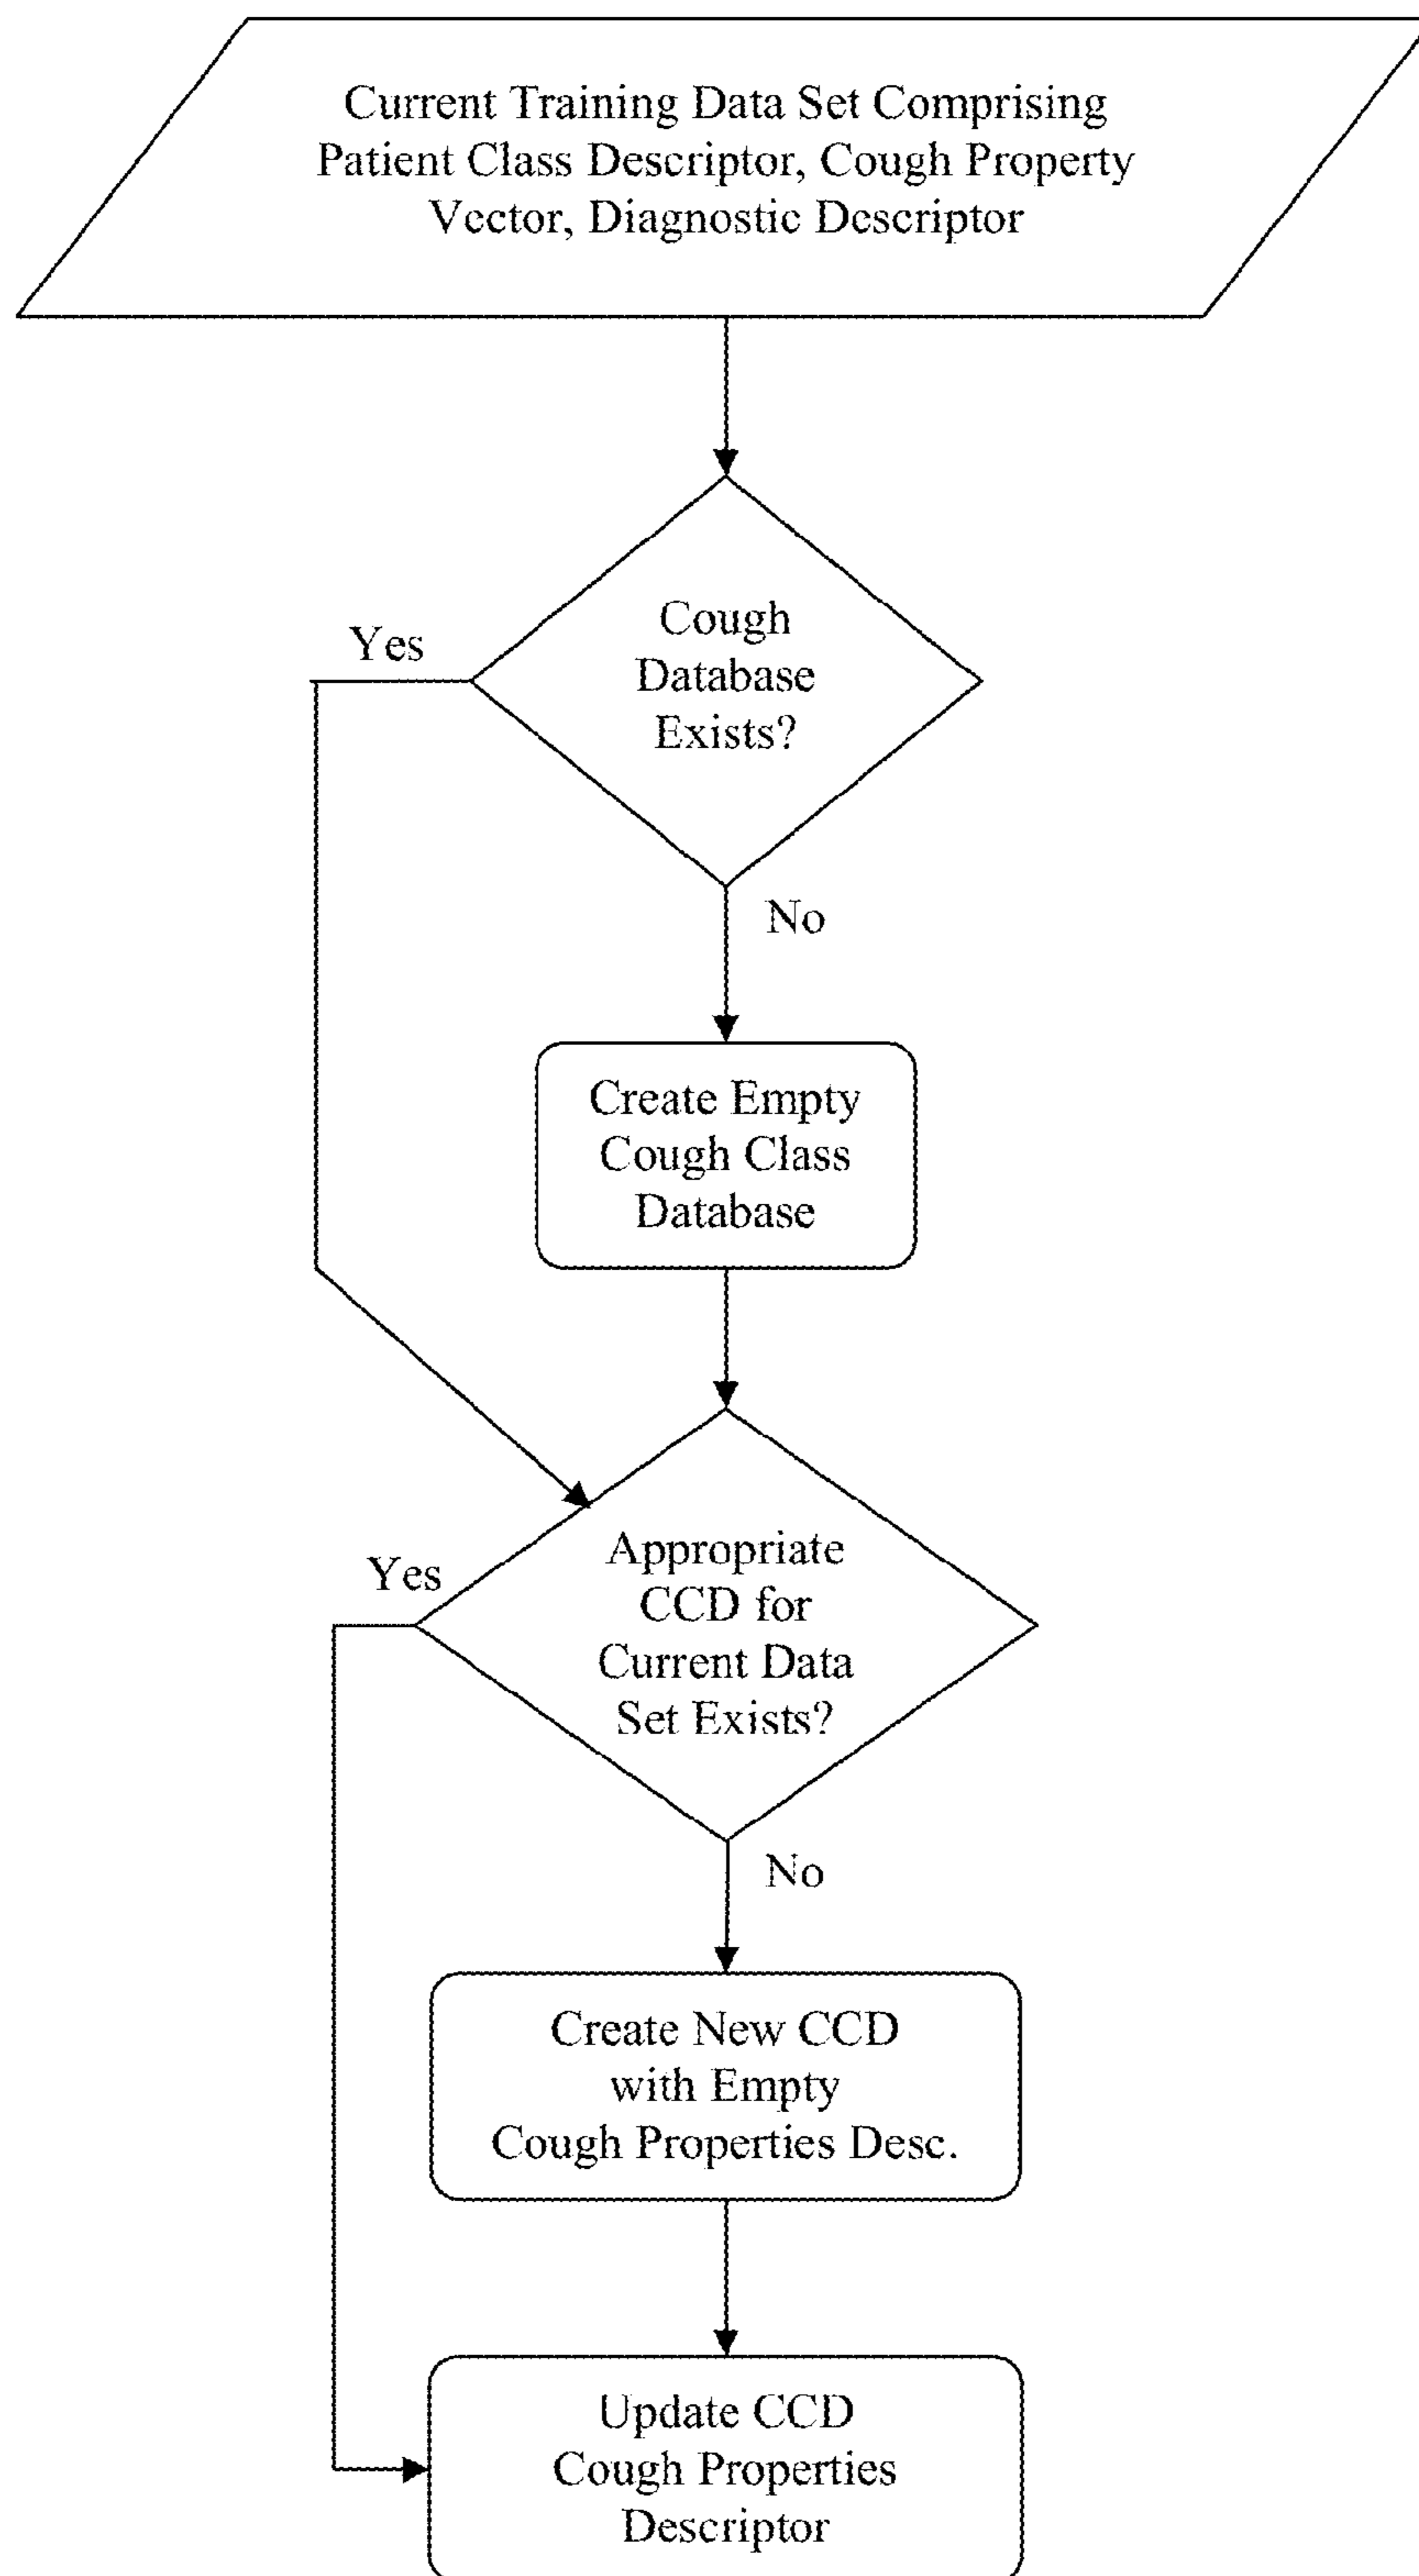 Current Training Data Set Comprising
Patient Class Descriptor, Cough Property
Vector, Diagnostic Descriptor
Cough
Database
Exists?
Yes
No
Create Empty
Cough Class
Database
Appropriate
CCD for
Current Data
Set Exists?
Yes
No
Create New CCD
with Empty
Cough Properties Desc.
Update CCD
Cough Properties
Descriptor